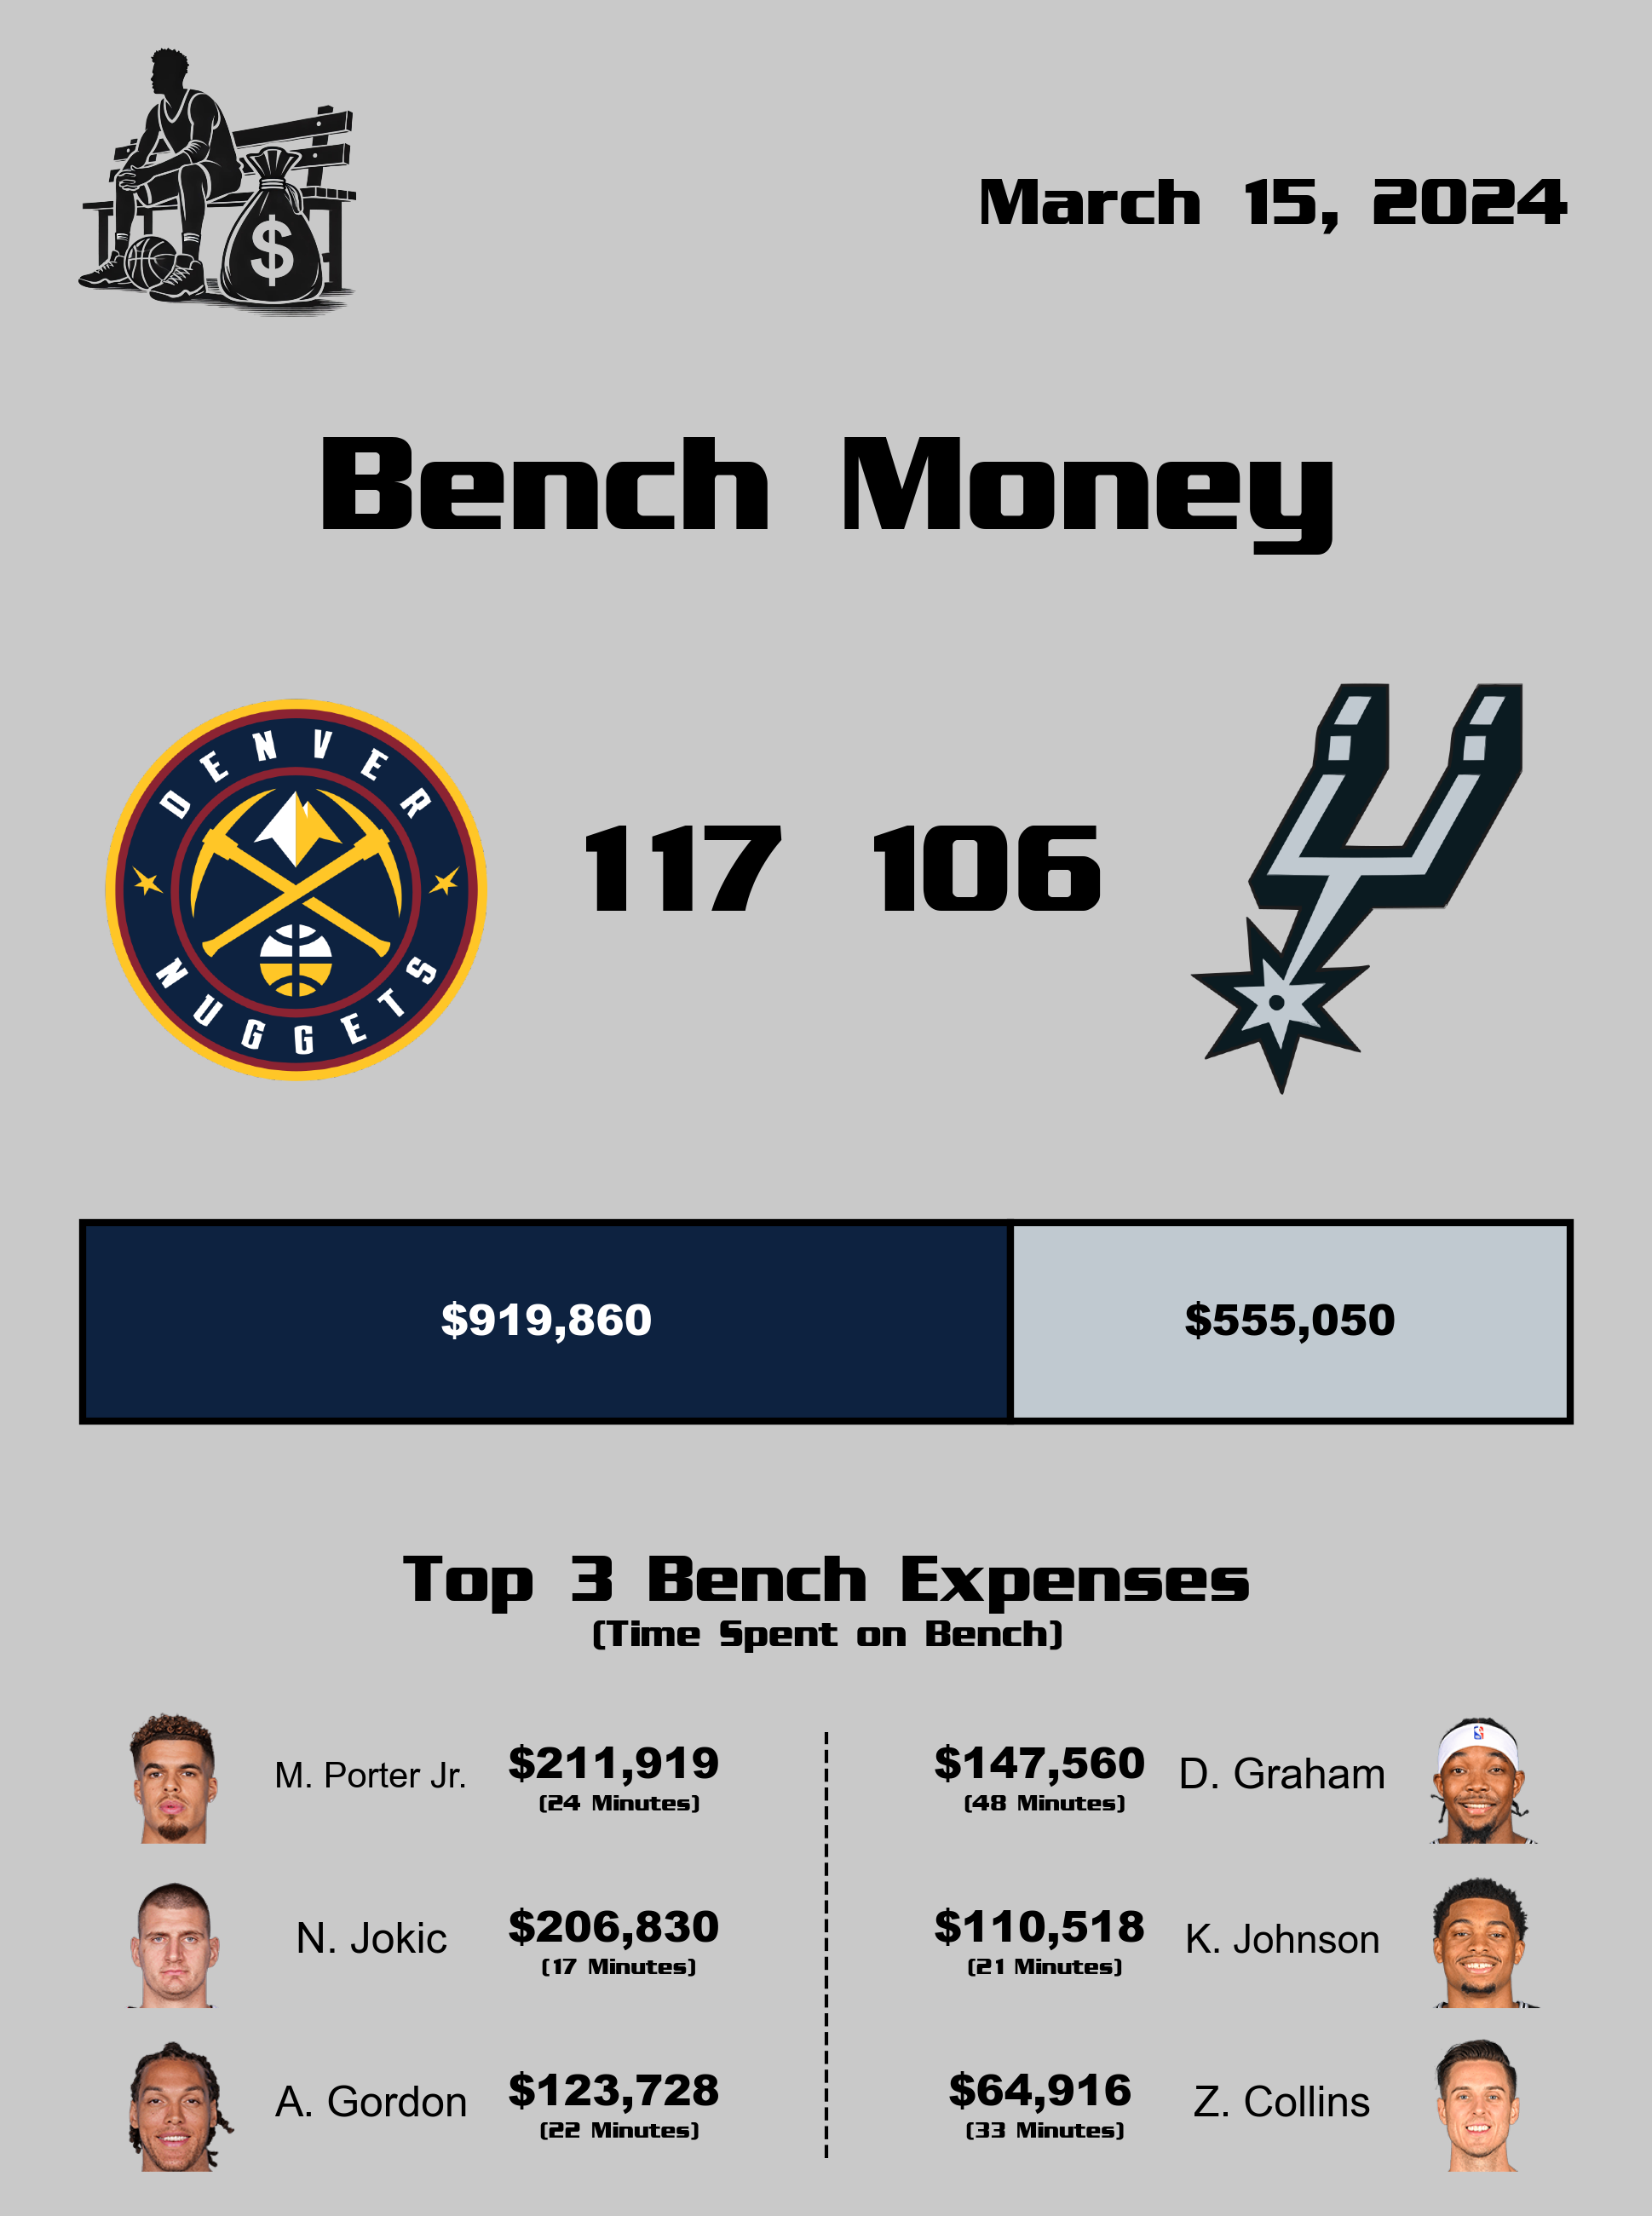 March 15, 2024
$
Bench Money
DENVER
NUGGETS
117 106
$919,860 $555,050
Top 3 Bench Expenses
(Time Spent on Bench)
M. Porter Jr. $211,919
(24 Minutes)
$147,560 D. Graham
(48 Minutes)
N. Jokic $206,830
(17 Minutes)
$110,518 K. Johnson
(21 Minutes)
A. Gordon $123,728
(22 Minutes)
$64,916 Z. Collins
(33 Minutes)